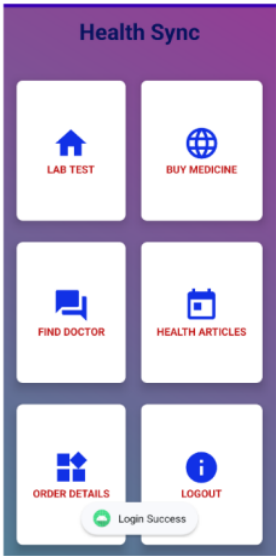 Health Sync
LAB TEST
BUY MEDICINE
FIND DOCTOR
HEALTH ARTICLES
ORDER DETAILS
LOGOUT
Login Success